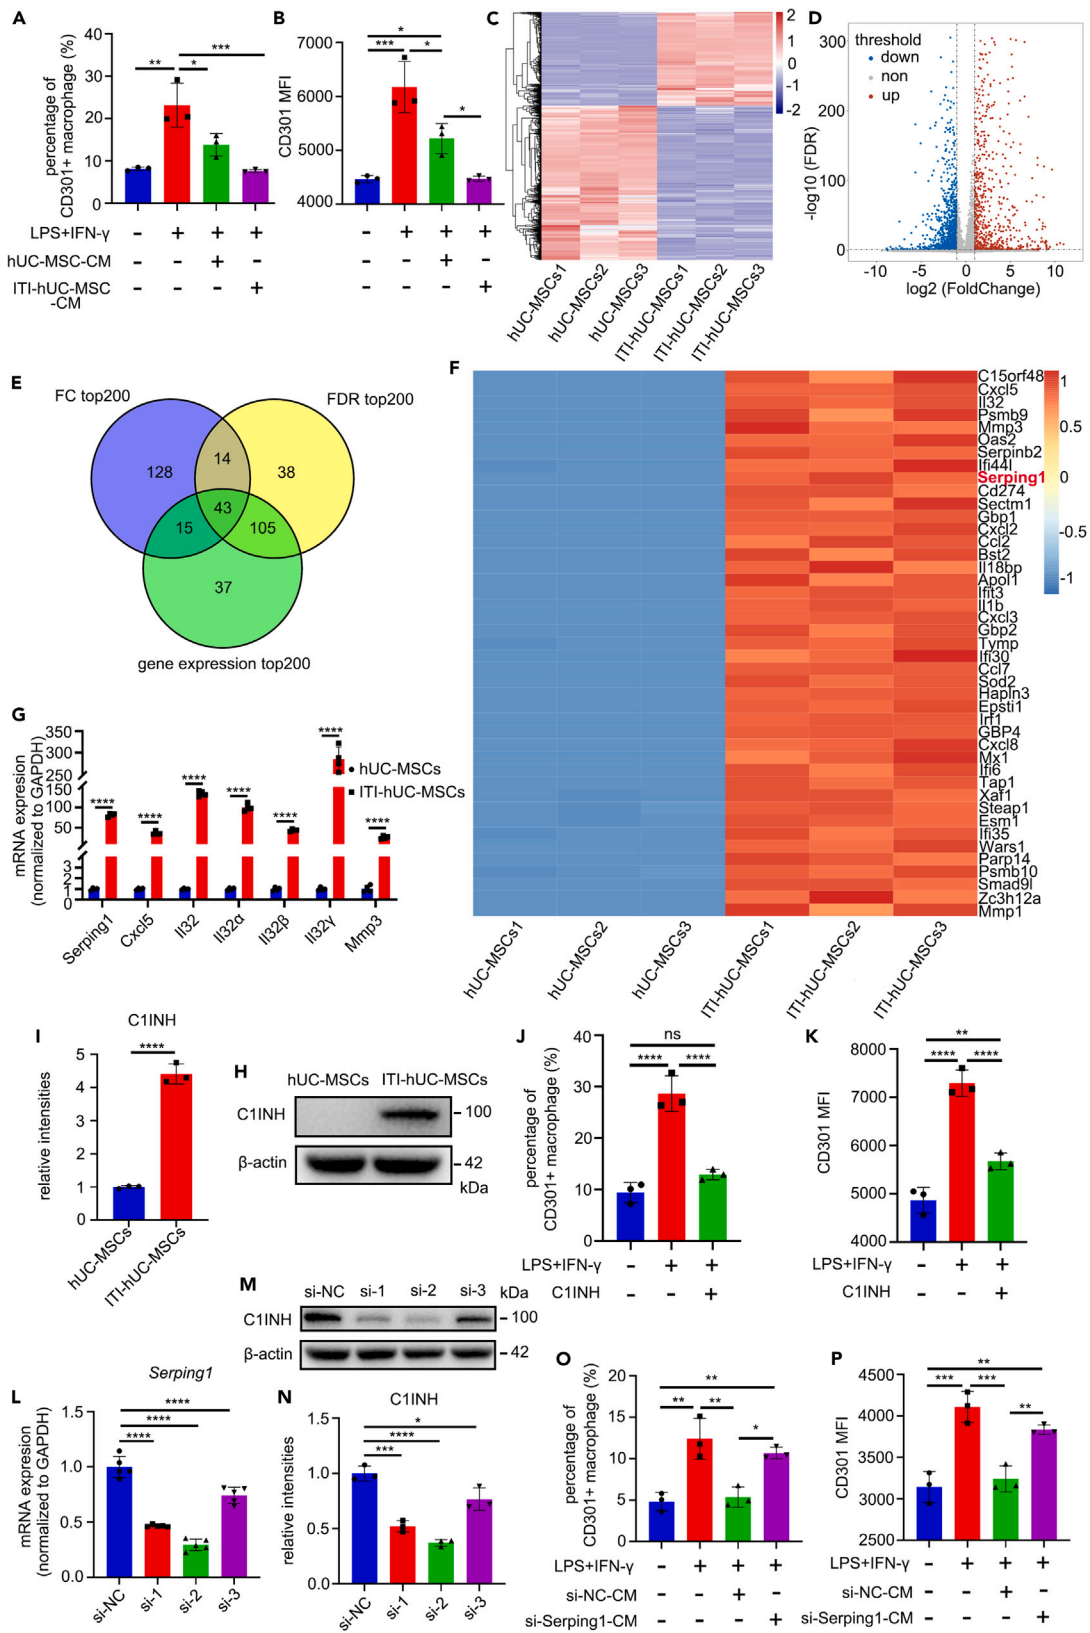 A
percentage of
CD301+ macrophage (%)
40
30
20
10
0
**
*
***
LPS+IFN-γ - + + +
hUC-MSC-CM - - + -
ITI-hUC-MSC
-CM - - - +
B
CD301 MFI
7000
6000
5000
4000
*
***
*
*
- + + +
- - + -
- - - +
C
2
1
0
-1
-2
hUC-MSCs1
hUC-MSCs2
hUC-MSCs3
ITI-hUC-MSCs1
ITI-hUC-MSCs2
ITI-hUC-MSCs3
D
threshold
down
non
up
-log10 (FDR)
300
200
100
0
-10 -5 0 5 10
log2 (FoldChange)
E
FC top200
FDR top200
128
14
38
43
15
105
37
gene expression top200
F
C15orf48
Cxcl5
Il32
Psmb9
Mmp3
Oas2
Serpinb2
Ifi44l
Serping1
Cd274
Sectm1
Gbp1
Cxcl2
Ccl2
Bst2
Il18bp
Apol1
Ifit3
Il1b
Cxcl3
Gbp2
Tymp
Ifi30
Ccl7
Sod2
Hapln3
Epsti1
Irf1
GBP4
Cxcl8
Mx1
Ifi6
Tap1
Xaf1
Steap1
Esm1
Ifi35
Wars1
Parp14
Psmb10
Smad9l
Zc3h12a
Mmp1
1
0.5
0
-0.5
-1
hUC-MSCs1
hUC-MSCs2
hUC-MSCs3
ITI-hUC-MSCs1
ITI-hUC-MSCs2
ITI-hUC-MSCs3
G
mRNA expression
(normalized to GAPDH)
350
300
250
150
100
50
3
2
1
0
****
****
****
****
****
****
****
hUC-MSCs
ITI-hUC-MSCs
Serping1
Cxcl5
Il32
Il32α
Il32β
Il32γ
Mmp3
I
C1INH
relative intensities
5
4
3
2
1
0
****
hUC-MSCs
ITI-hUC-MSCs
H
hUC-MSCs ITI-hUC-MSCs
C1INH
100
β-actin
42
kDa
J
percentage of
CD301+ macrophage (%)
40
30
20
10
0
ns
****
****
LPS+IFN-γ - + +
C1INH - - +
K
CD301 MFI
8000
7000
6000
5000
4000
**
****
****
LPS+IFN-γ - + +
C1INH - - +
M
si-NC si-1 si-2 si-3 kDa
C1INH
100
β-actin
42
L
Serping1
mRNA expresion
(normalized to GAPDH)
1.5
1.0
0.5
0.0
****
****
****
si-NC
si-1
si-2
si-3
N
C1INH
relative intensities
1.5
1.0
0.5
0.0
*
****
***
si-NC
si-1
si-2
si-3
O
percentage of
CD301+ macrophage (%)
20
15
10
5
0
**
**
**
*
LPS+IFN-γ - + + +
si-NC-CM - - + -
si-Serping1-CM - - - +
P
CD301 MFI
4500
4000
3500
3000
2500
**
***
***
**
LPS+IFN-γ - + + +
si-NC-CM - - + -
si-Serping1-CM - - - +